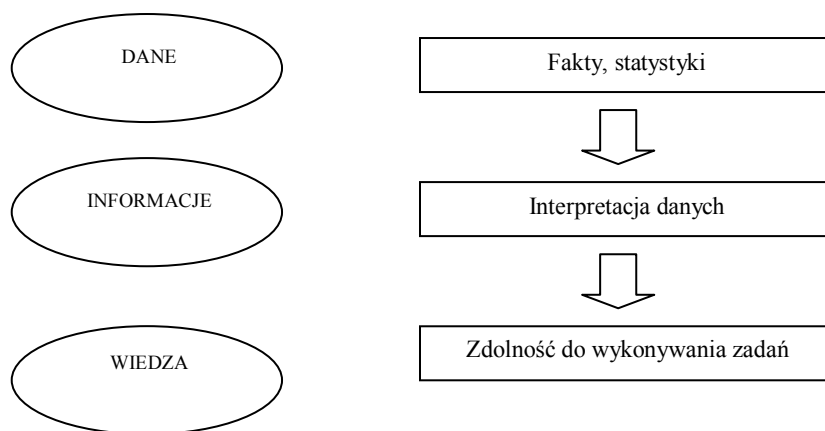 DANE
Fakty, statystyki
INFORMACJE
Interpretacja danych
WIEDZA
Zdolność do wykonywania zadań